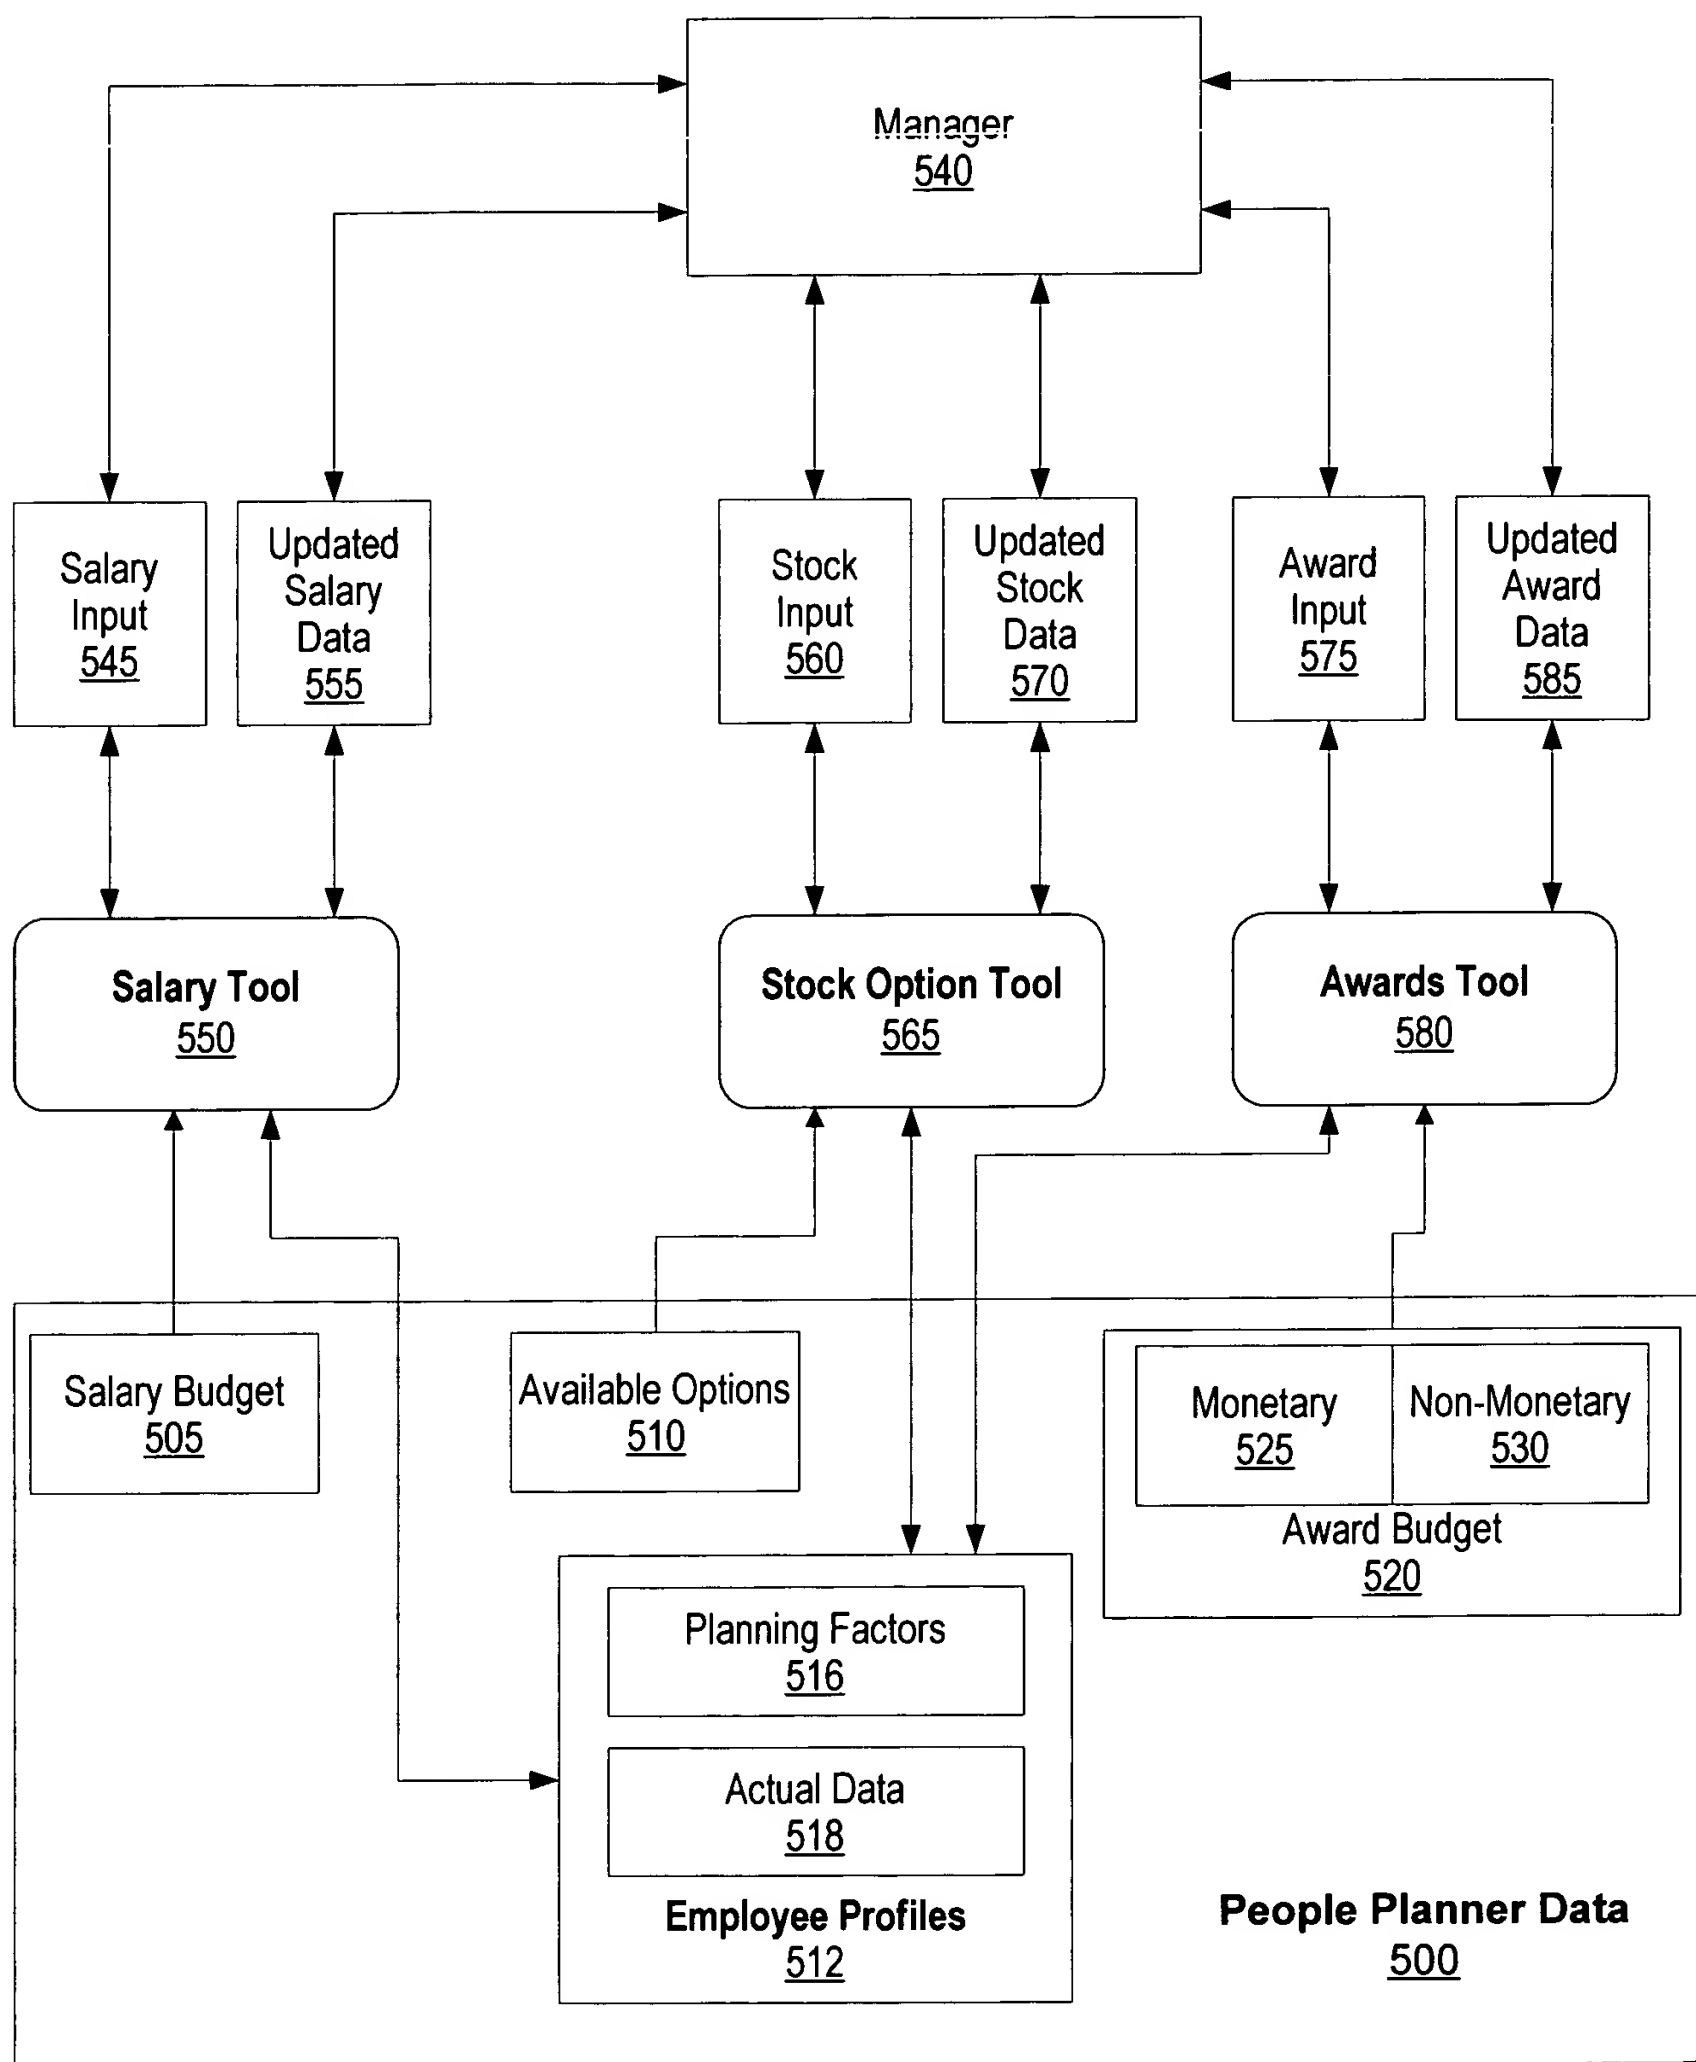 Manager
540
Salary
Input
545
Updated
Salary
Data
555
Stock
Input
560
Updated
Stock
Data
570
Award
Input
575
Updated
Award
Data
585
Salary Tool
550
Stock Option Tool
565
Awards Tool
580
Salary Budget
505
Available Options
510
Monetary
525
Non-Monetary
530
Award Budget
520
Planning Factors
516
Actual Data
518
Employee Profiles
512
People Planner Data
500